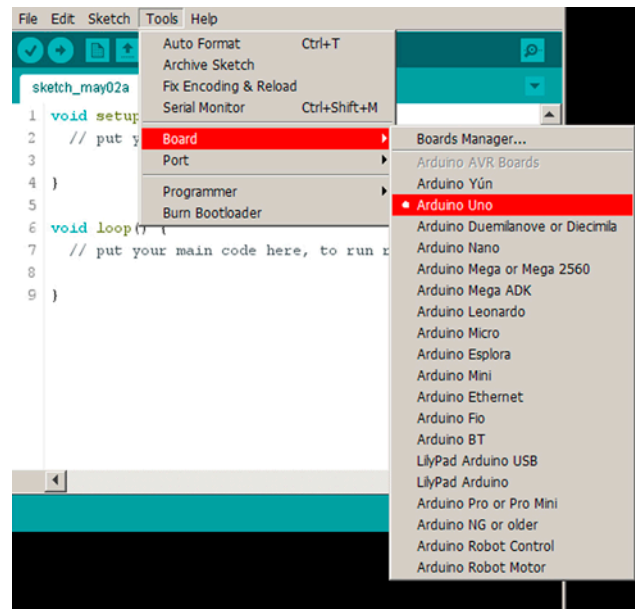 File Edit Sketch Tools Help
Auto Format Ctrl+T
Archive Sketch
Fix Encoding & Reload
Serial Monitor Ctrl+Shift+M
Board
Port
Programmer
Burn Bootloader
sketch_may02a
1 void setup
2 // put y
3
4 }
5
6 void loop() {
7 // put your main code here, to run r
8
9 }
Boards Manager...
Arduino AVR Boards
Arduino Yún
Arduino Uno
Arduino Duemilanove or Diecimila
Arduino Nano
Arduino Mega or Mega 2560
Arduino Mega ADK
Arduino Leonardo
Arduino Micro
Arduino Esplora
Arduino Mini
Arduino Ethernet
Arduino Fio
Arduino BT
LilyPad Arduino USB
LilyPad Arduino
Arduino Pro or Pro Mini
Arduino NG or older
Arduino Robot Control
Arduino Robot Motor